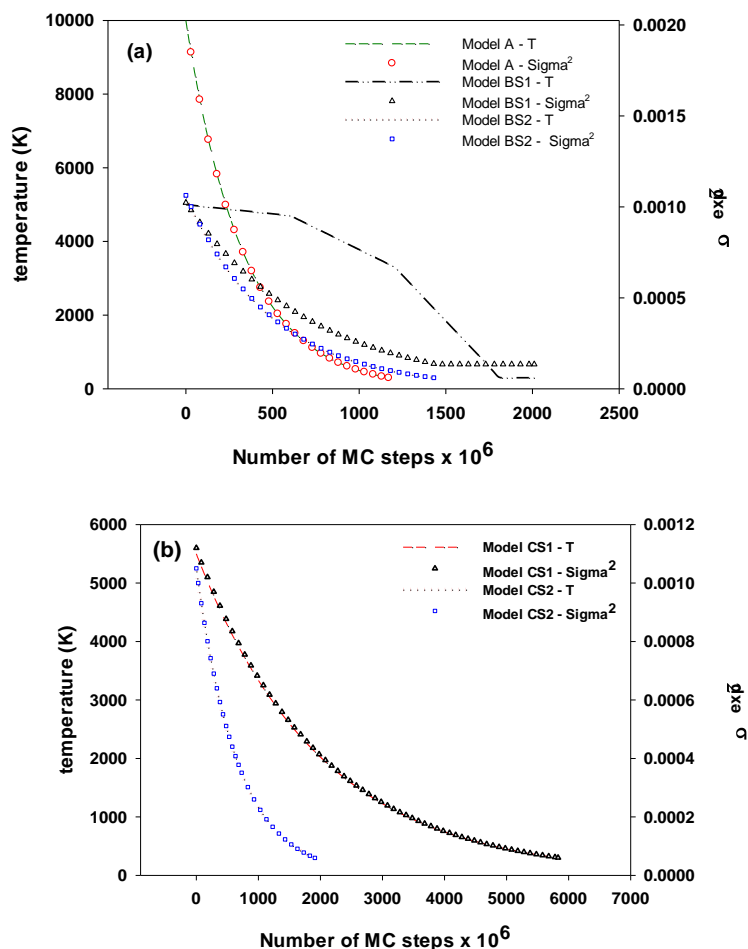 (a)
Model A - T
Model A - Sigma2
Model BS1 - T
Model BS1 - Sigma2
Model BS2 - T
Model BS2 - Sigma2
temperature (K)
10000
8000
6000
4000
2000
0
0.0020
0.0015
0.0010
0.0005
0.0000
σ2exp
0 500 1000 1500 2000 2500
Number of MC steps x 106
(b)
Model CS1 - T
Model CS1 - Sigma2
Model CS2 - T
Model CS2 - Sigma2
temperature (K)
6000
5000
4000
3000
2000
1000
0
0.0012
0.0010
0.0008
0.0006
0.0004
0.0002
0.0000
σ2exp
0 1000 2000 3000 4000 5000 6000 7000
Number of MC steps x 106